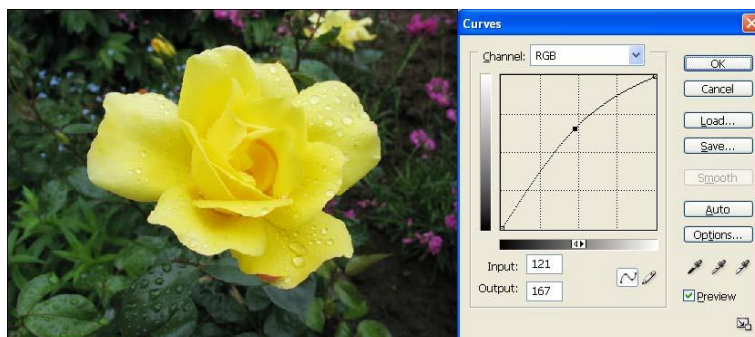 Curves
Channel: RGB
OK
Cancel
Load...
Save...
Smooth
Auto
Options...
Input: 121
Output: 167
Preview